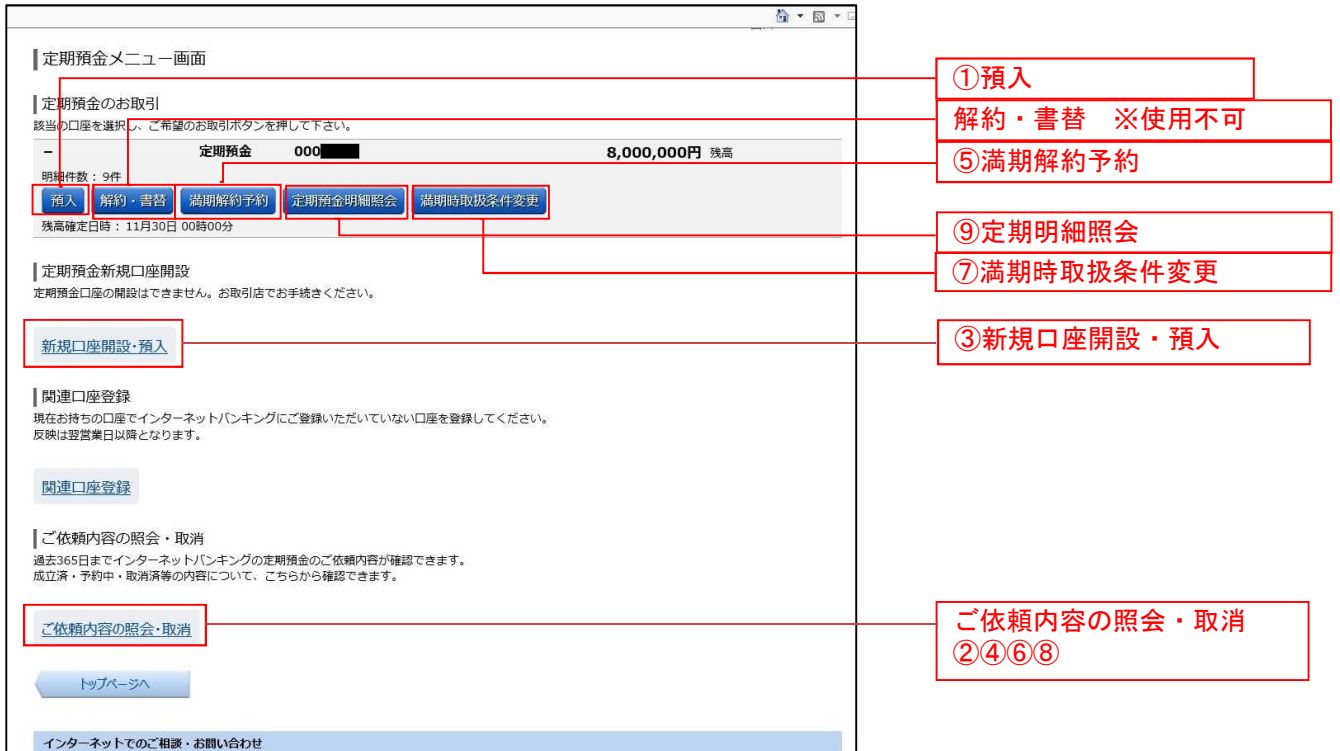 定期預金メニュー画面
定期預金のお取引
該当の口座を選択し、ご希望のお取引ボタンを押して下さい。
− 定期預金 000 8,000,000円 残高
明細件数：9件
預入 解約・書替 満期解約予約 定期預金明細照会 満期時取扱条件変更
残高確定日時：11月30日 00時00分
定期預金新規口座開設
定期預金口座の開設はできません。お取引店でお手続きください。
新規口座開設・預入
関連口座登録
現在お持ちの口座でインターネットバンキングにご登録いただいていない口座を登録してください。
反映は翌営業日以降となります。
関連口座登録
ご依頼内容の照会・取消
過去365日までインターネットバンキングの定期預金のご依頼内容が確認できます。
成立済・予約中・取消済等の内容について、こちらから確認できます。
ご依頼内容の照会・取消
トップページへ
インターネットでのご相談・お問い合わせ
①預入
解約・書替　※使用不可
⑤満期解約予約
⑨定期明細照会
⑦満期時取扱条件変更
③新規口座開設・預入
ご依頼内容の照会・取消
②④⑥⑧